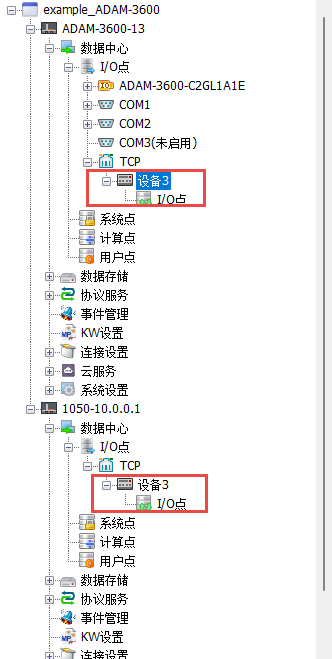 example_ADAM-3600
ADAM-3600-13
数据中心
I/O点
ADAM-3600-C2GL1A1E
COM1
COM2
COM3(未启用)
TCP
设备3
I/O点
系统点
计算点
用户点
数据存储
协议服务
事件管理
KW设置
连接设置
云服务
系统设置
1050-10.0.0.1
数据中心
I/O点
TCP
设备3
I/O点
系统点
计算点
用户点
数据存储
协议服务
事件管理
KW设置
连接设置